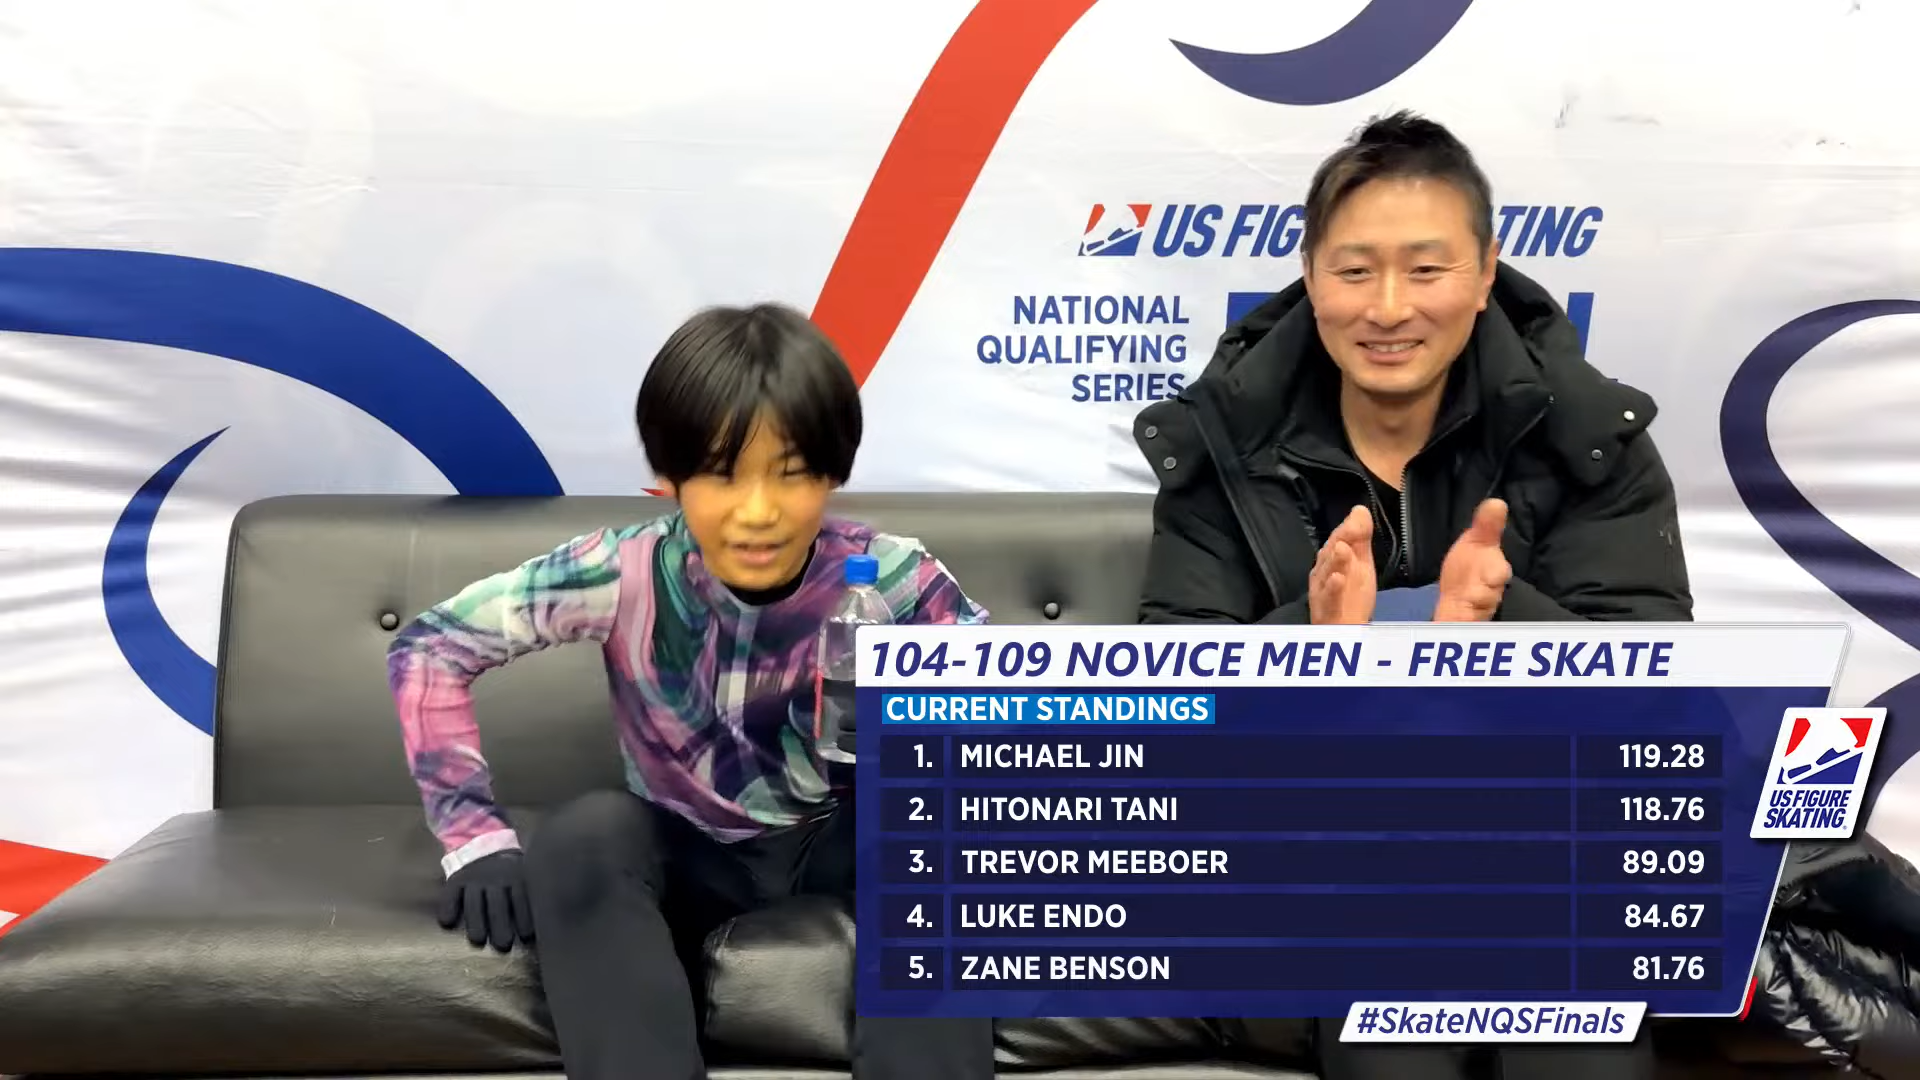 US FIG TING
NATIONAL
QUALIFYING
SERIES
104-109 NOVICE MEN - FREE SKATE
CURRENT STANDINGS
1. MICHAEL JIN 119.28
2. HITONARI TANI 118.76
3. TREVOR MEEBOER 89.09
4. LUKE ENDO 84.67
5. ZANE BENSON 81.76
US FIGURE
SKATING
#SkateNQSFinals